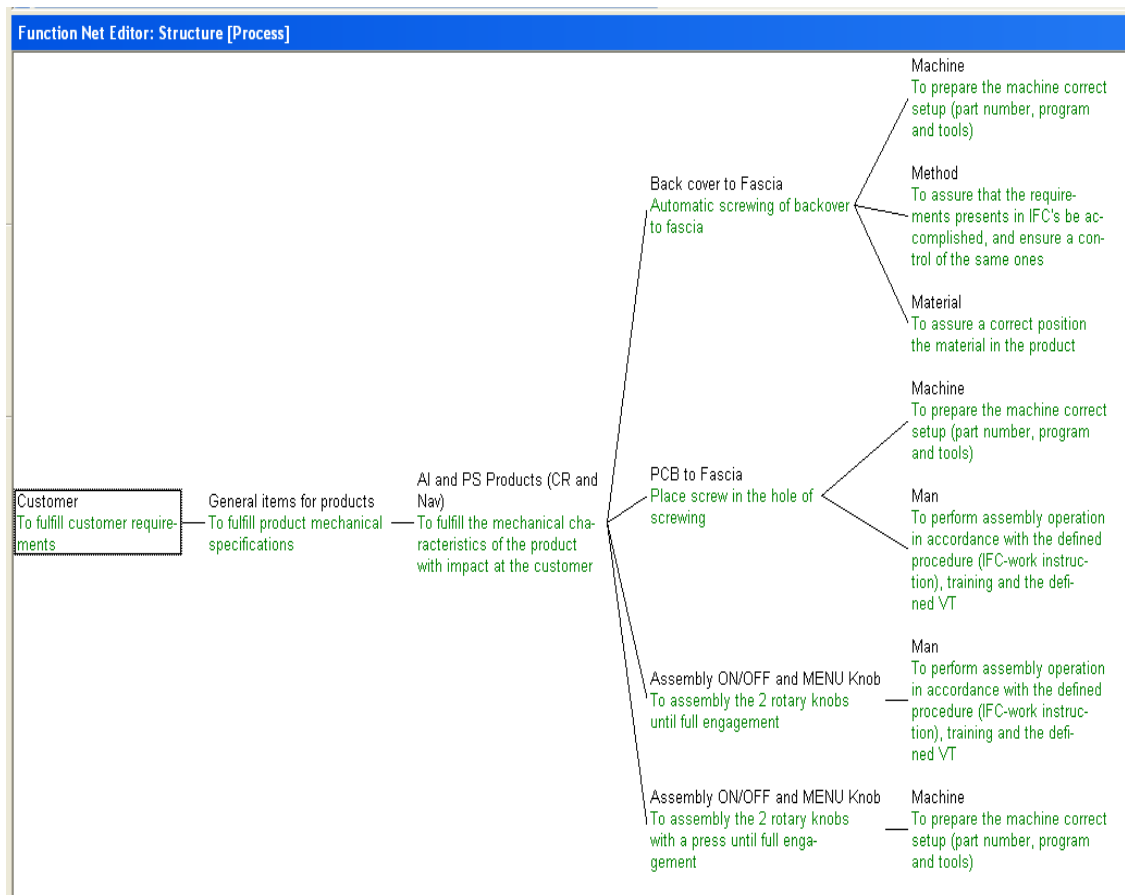 Function Net Editor: Structure [Process]
Customer
To fulfill customer require-
ments
General items for products
To fulfill product mechanical
specifications
AI and PS Products (CR and
Nav)
To fulfill the mechanical cha-
racteristics of the product
with impact at the customer
Back cover to Fascia
Automatic screwing of backover
to fascia
Machine
To prepare the machine correct
setup (part number, program
and tools)
Method
To assure that the require-
ments presents in IFC's be ac-
complished, and ensure a con-
trol of the same ones
Material
To assure a correct position
the material in the product
PCB to Fascia
Place screw in the hole of
screwing
Machine
To prepare the machine correct
setup (part number, program
and tools)
Man
To perform assembly operation
in accordance with the defined
procedure (IFC-work instruc-
tion), training and the defi-
ned VT
Assembly ON/OFF and MENU Knob
To assembly the 2 rotary knobs
until full engagement
Man
To perform assembly operation
in accordance with the defined
procedure (IFC-work instruc-
tion), training and the defi-
ned VT
Assembly ON/OFF and MENU Knob
To assembly the 2 rotary knobs
with a press until full enga-
gement
Machine
To prepare the machine correct
setup (part number, program
and tools)